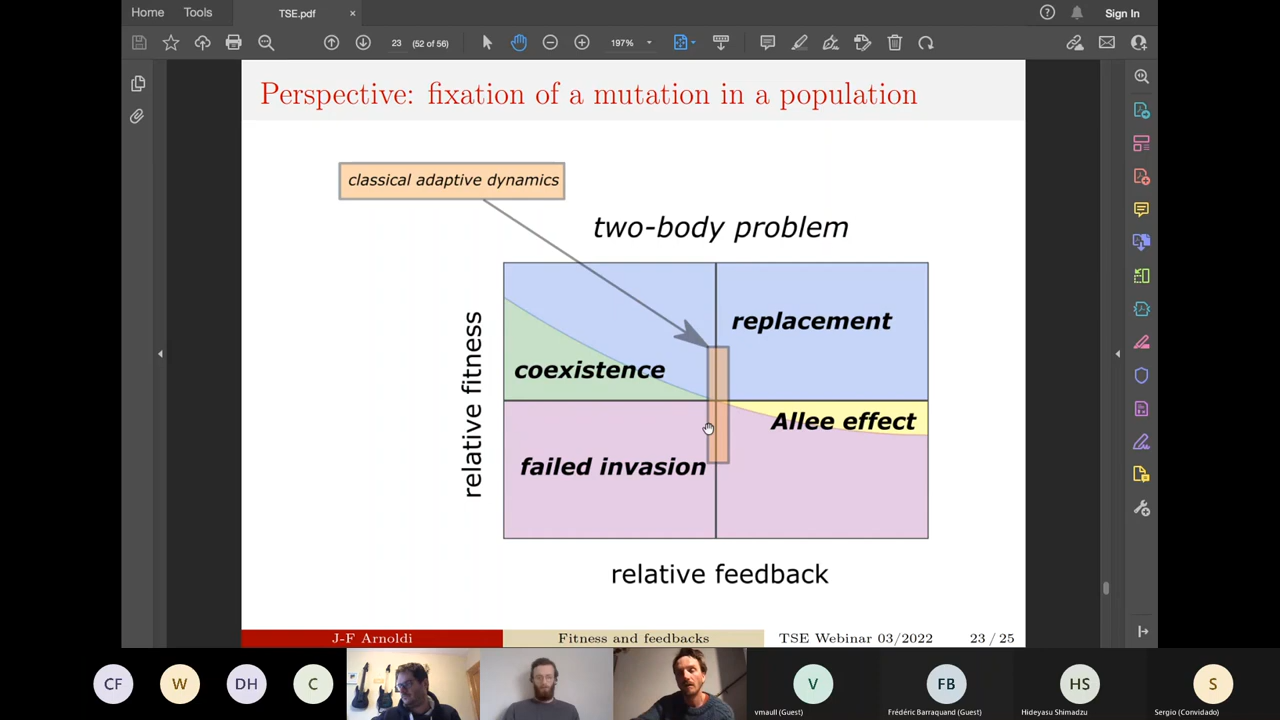 Home
Tools
TSE.pdf
×
Sign In
23
(52 of 56)
197%
Perspective: fixation of a mutation in a population
classical adaptive dynamics
two-body problem
replacement
coexistence
Allee effect
failed invasion
relative fitness
relative feedback
J-F Arnoldi
Fitness and feedbacks
TSE Webinar 03/2022
23 / 25
CF
W
DH
C
V
FB
HS
S
vmaull (Guest)
Frédéric Barraquand (Guest)
Hideyasu Shimadzu
Sergio (Convidado)